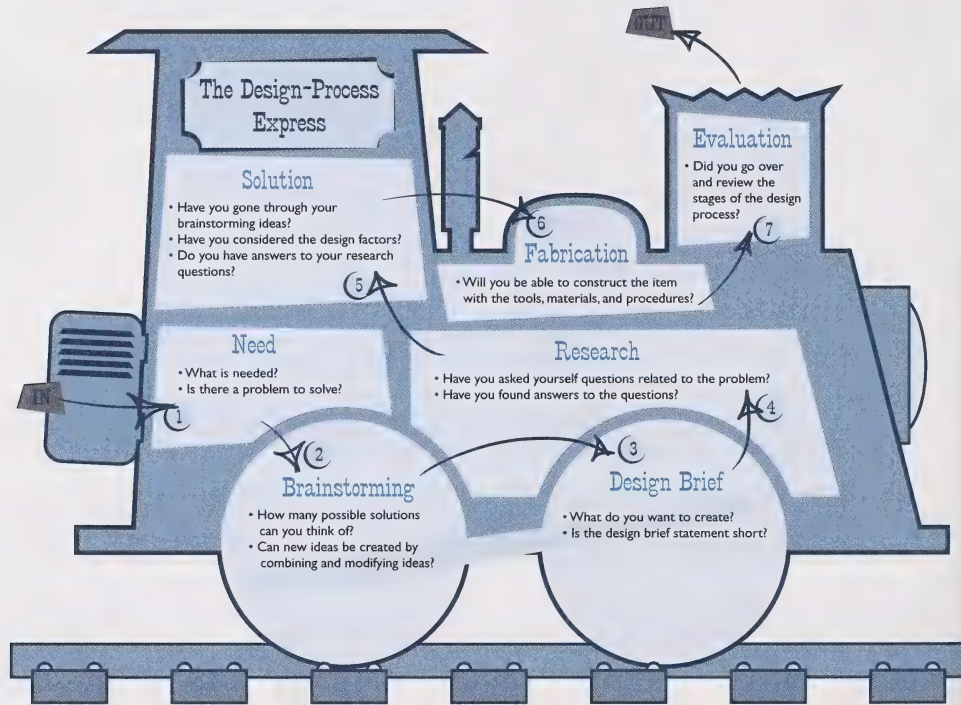 The Design-Process
Express
IN
1
Need
• What is needed?
• Is there a problem to solve?
2
Brainstorming
• How many possible solutions
can you think of?
• Can new ideas be created by
combining and modifying ideas?
3
Design Brief
• What do you want to create?
• Is the design brief statement short?
4
Research
• Have you asked yourself questions related to the problem?
• Have you found answers to the questions?
5
Solution
• Have you gone through your
brainstorming ideas?
• Have you considered the design factors?
• Do you have answers to your research
questions?
6
Fabrication
• Will you be able to construct the item
with the tools, materials, and procedures?
7
Evaluation
• Did you go over
and review the
stages of the design
process?
OUT